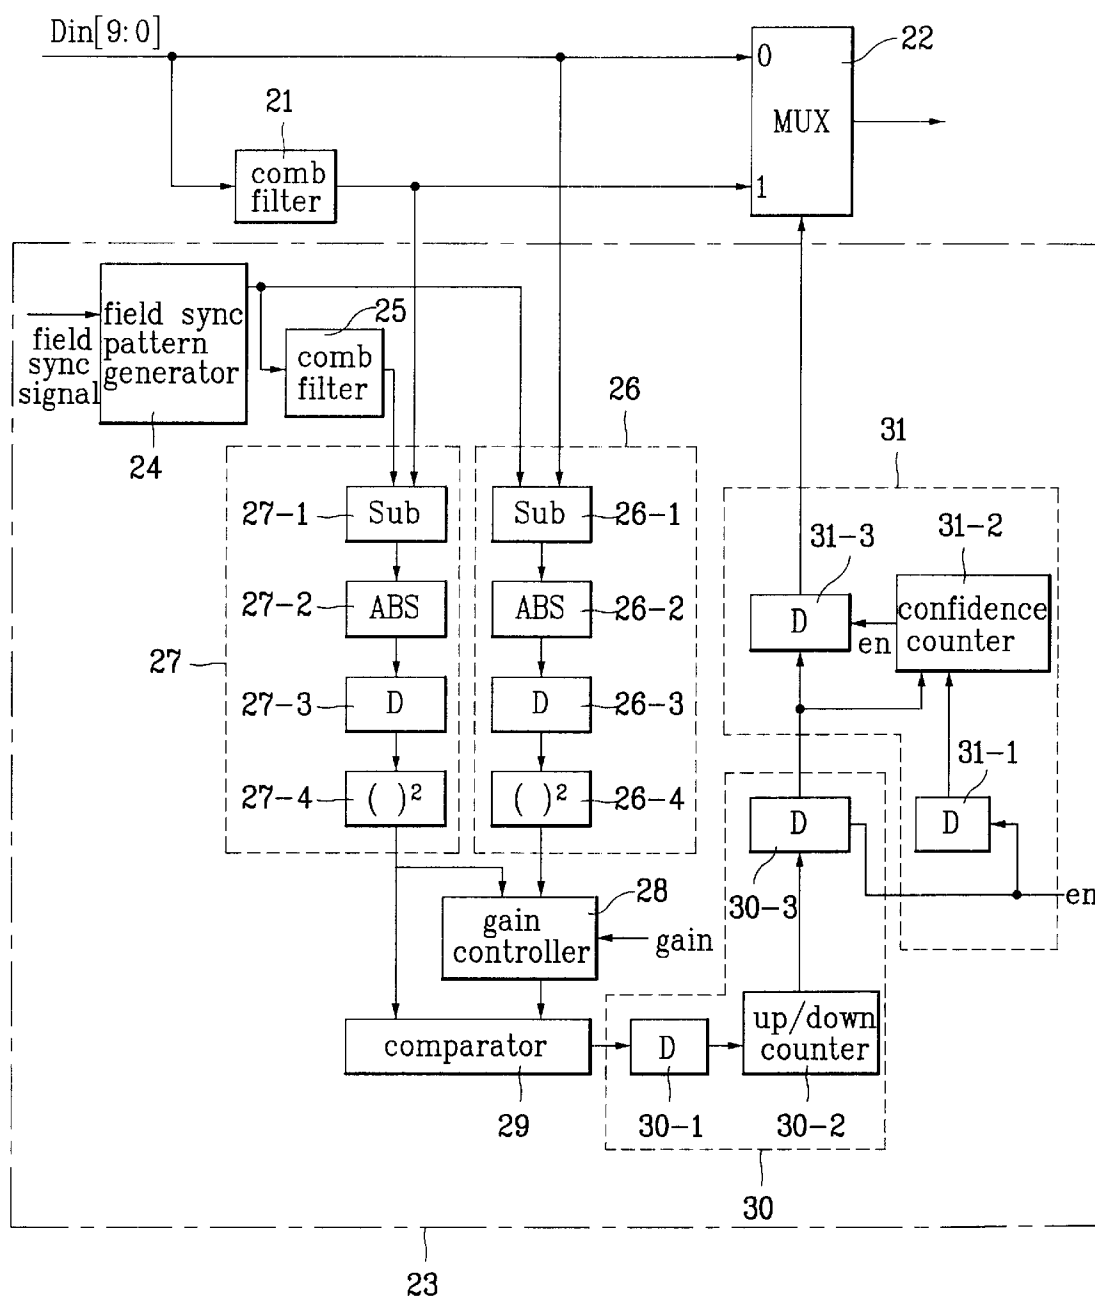 Din[9:0]
22
0
MUX
1
21
comb
filter
24
field sync
pattern
generator
field
sync
signal
25
comb
filter
26
31
27-1
Sub
Sub
26-1
31-3
31-2
27-2
ABS
ABS
26-2
D
en
confidence
counter
27
27-3
D
D
26-3
31-1
27-4
( )²
( )²
26-4
D
D
30-3
en
28
gain
controller
gain
comparator
29
D
up/down
counter
30-1
30-2
30
23